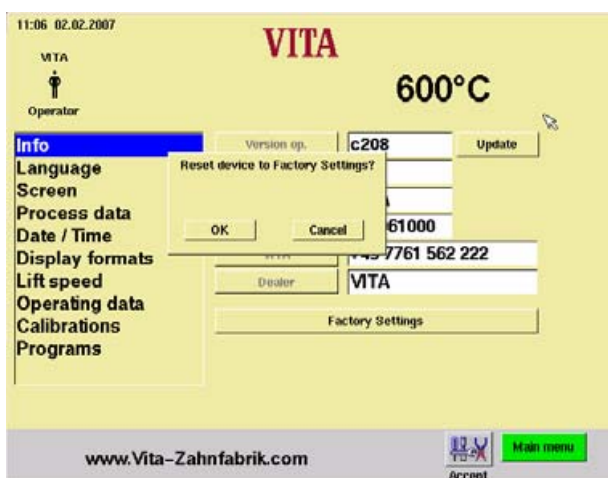 11:06 02.02.2007
VITA
VITA
600°C
Operator
Info
Version op.
c208
Update
Language
Reset device to Factory Settings?
Screen
Process data
OK
Cancel
61000
Date / Time
Display formats
7761 562 222
Lift speed
Dealer
VITA
Operating data
Calibrations
Factory Settings
Programs
www.Vita-Zahnfabrik.com
Main menu
Accept